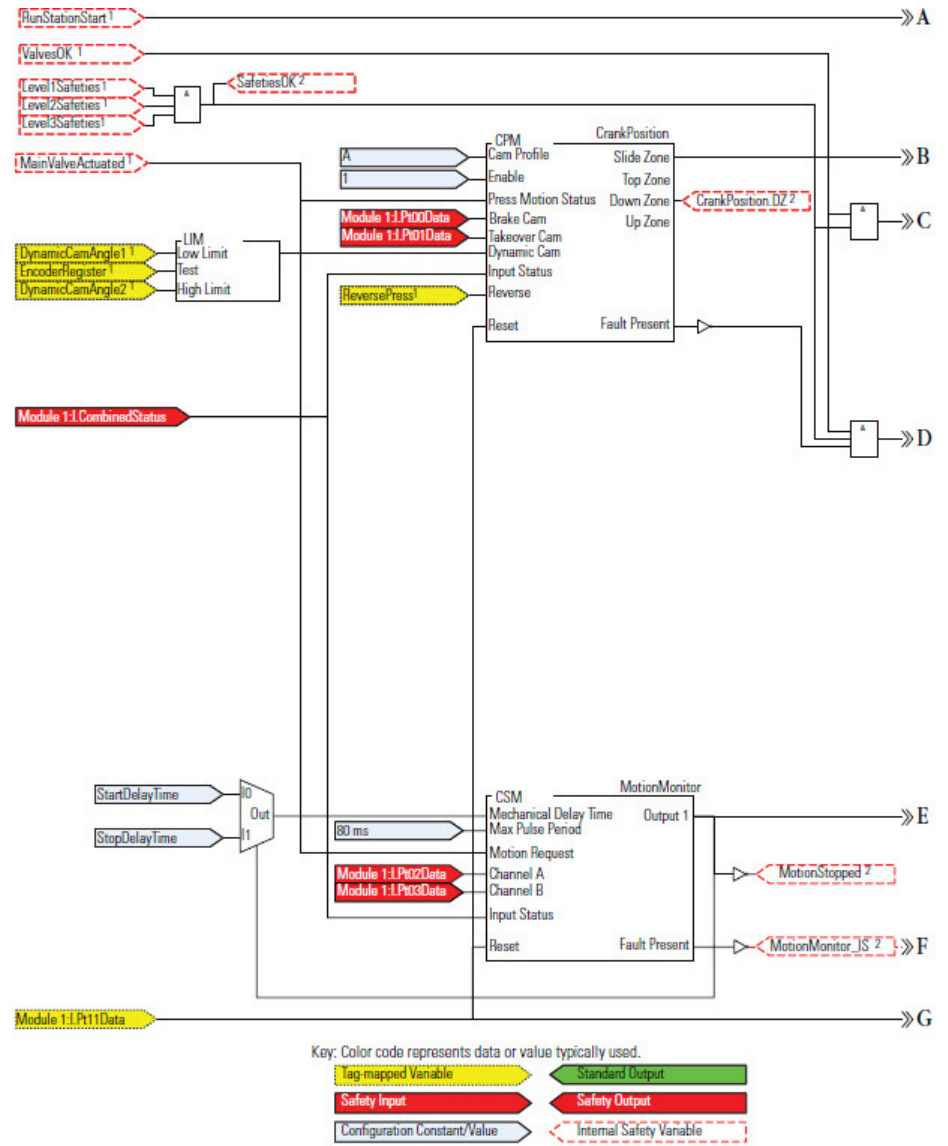 RunStationStart 1
A
ValvesOK 1
Level1Safeties 1
Level2Safeties 1
Level3Safeties 1
&
SafetiesOK 2
MainValveActuated 1
CPM
CrankPosition
A
Cam Profile
Slide Zone
B
1
Enable
Top Zone
Press Motion Status
Down Zone
CrankPosition.DZ 2
Module 1:I.Pt00Data
Brake Cam
Up Zone
&
C
Module 1:I.Pt01Data
Takeover Cam
LIM
DynamicCamAngle1 1
Low Limit
Dynamic Cam
EncoderRegister 1
Test
Input Status
DynamicCamAngle2 1
High Limit
ReversePress 1
Reverse
Reset
Fault Present
Module 1:I.CombinedStatus
&
D
CSM
MotionMonitor
StartDelayTime
I0
Out
Mechanical Delay Time
Output 1
E
80 ms
Max Pulse Period
StopDelayTime
I1
Motion Request
Module 1:I.Pt02Data
Channel A
MotionStopped 2
Module 1:I.Pt03Data
Channel B
Input Status
Reset
Fault Present
MotionMonitor_IS 2
F
Module 1:I.Pt11Data
G
Key: Color code represents data or value typically used.
Tag-mapped Variable
Standard Output
Safety Input
Safety Output
Configuration Constant/Value
Internal Safety Variable